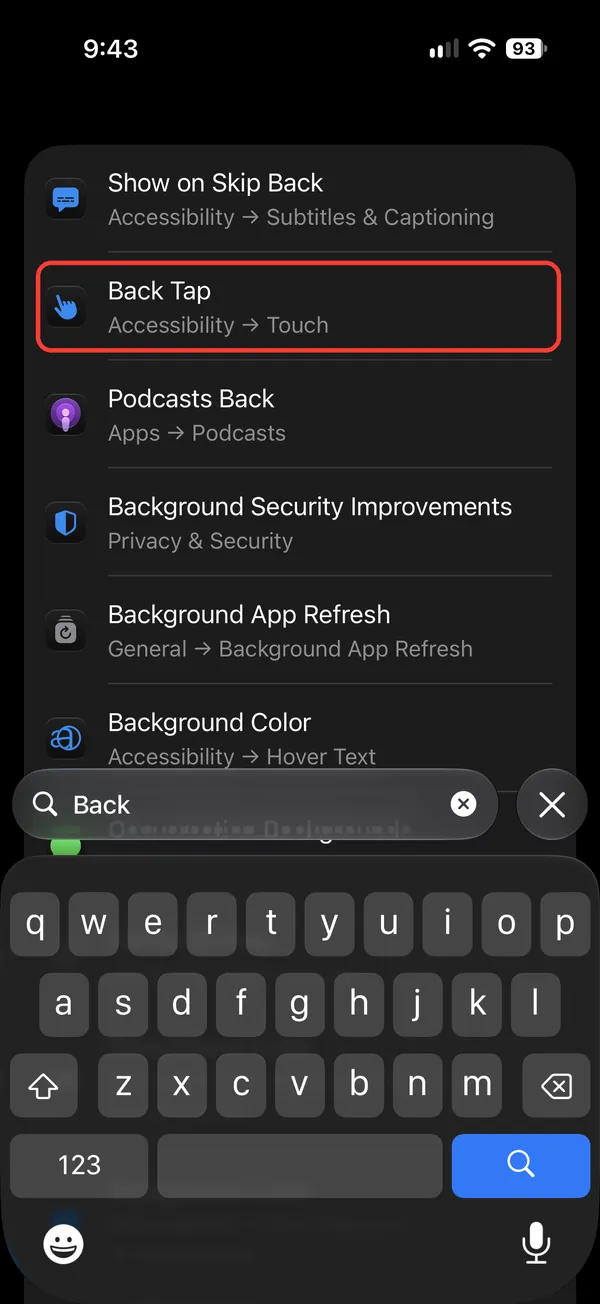 9:43
93
Show on Skip Back
Accessibility → Subtitles & Captioning
Back Tap
Accessibility → Touch
Podcasts Back
Apps → Podcasts
Background Security Improvements
Privacy & Security
Background App Refresh
General → Background App Refresh
Background Color
Accessibility → Hover Text
Back
q w e r t y u i o p
a s d f g h j k l
z x c v b n m
123